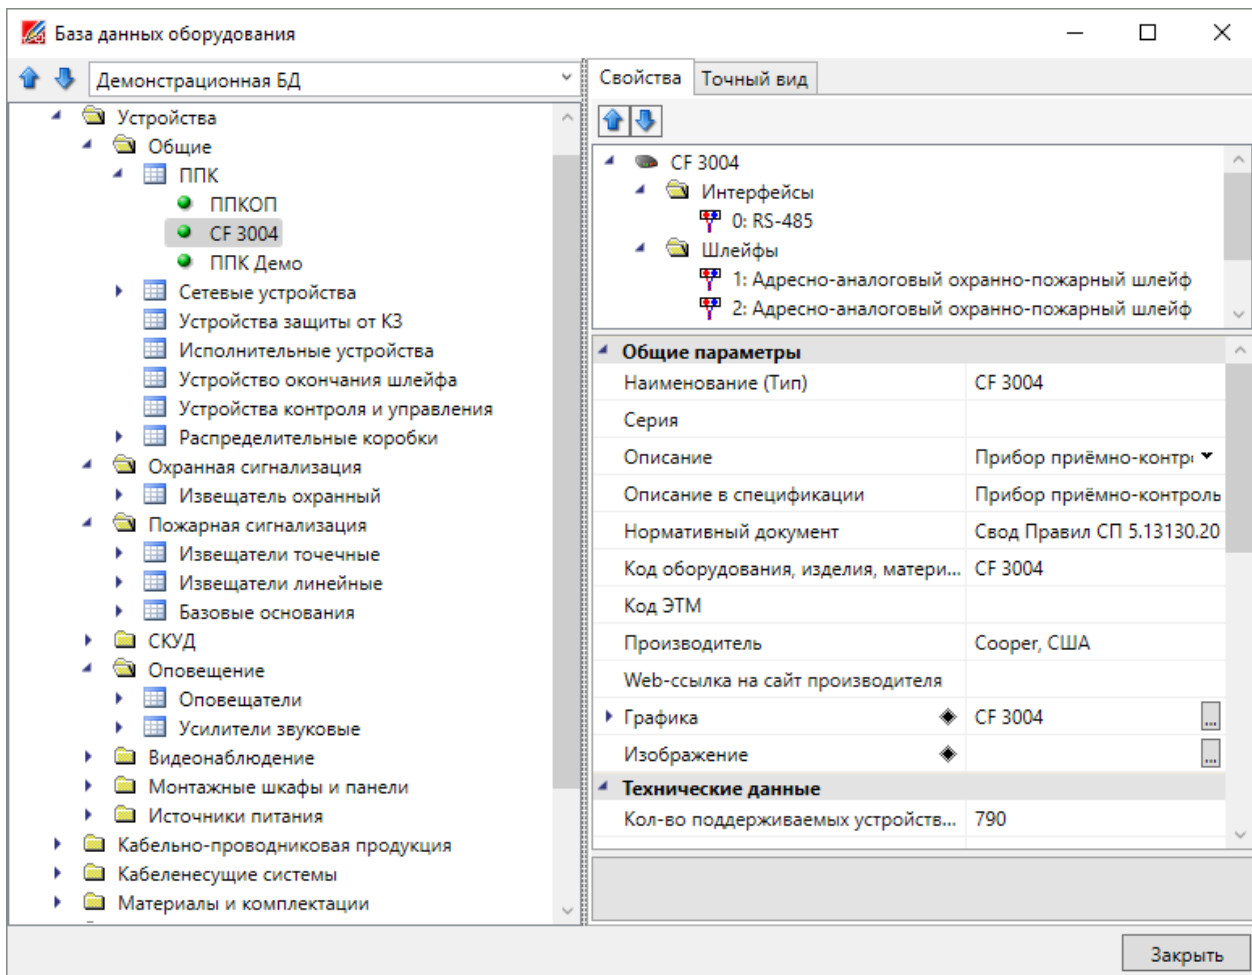 База данных оборудования
Демонстрационная БД
Устройства
Общие
ППК
ППКОП
CF 3004
ППК Демо
Сетевые устройства
Устройства защиты от КЗ
Исполнительные устройства
Устройство окончания шлейфа
Устройства контроля и управления
Распределительные коробки
Охранная сигнализация
Извещатель охранный
Пожарная сигнализация
Извещатели точечные
Извещатели линейные
Базовые основания
СКУД
Оповещение
Оповещатели
Усилители звуковые
Видеонаблюдение
Монтажные шкафы и панели
Источники питания
Кабельно-проводниковая продукция
Кабеленесущие системы
Материалы и комплектации
Свойства Точный вид
CF 3004
Интерфейсы
0: RS-485
Шлейфы
1: Адресно-аналоговый охранно-пожарный шлейф
2: Адресно-аналоговый охранно-пожарный шлейф
Общие параметры
Наименование (Тип) CF 3004
Серия
Описание Прибор приёмно-контр
Описание в спецификации Прибор приёмно-контроль
Нормативный документ Свод Правил СП 5.13130.20
Код оборудования, изделия, матери... CF 3004
Код ЭТМ
Производитель Cooper, США
Web-ссылка на сайт производителя
Графика CF 3004 ...
Изображение ...
Технические данные
Кол-во поддерживаемых устройств... 790
Закрыть